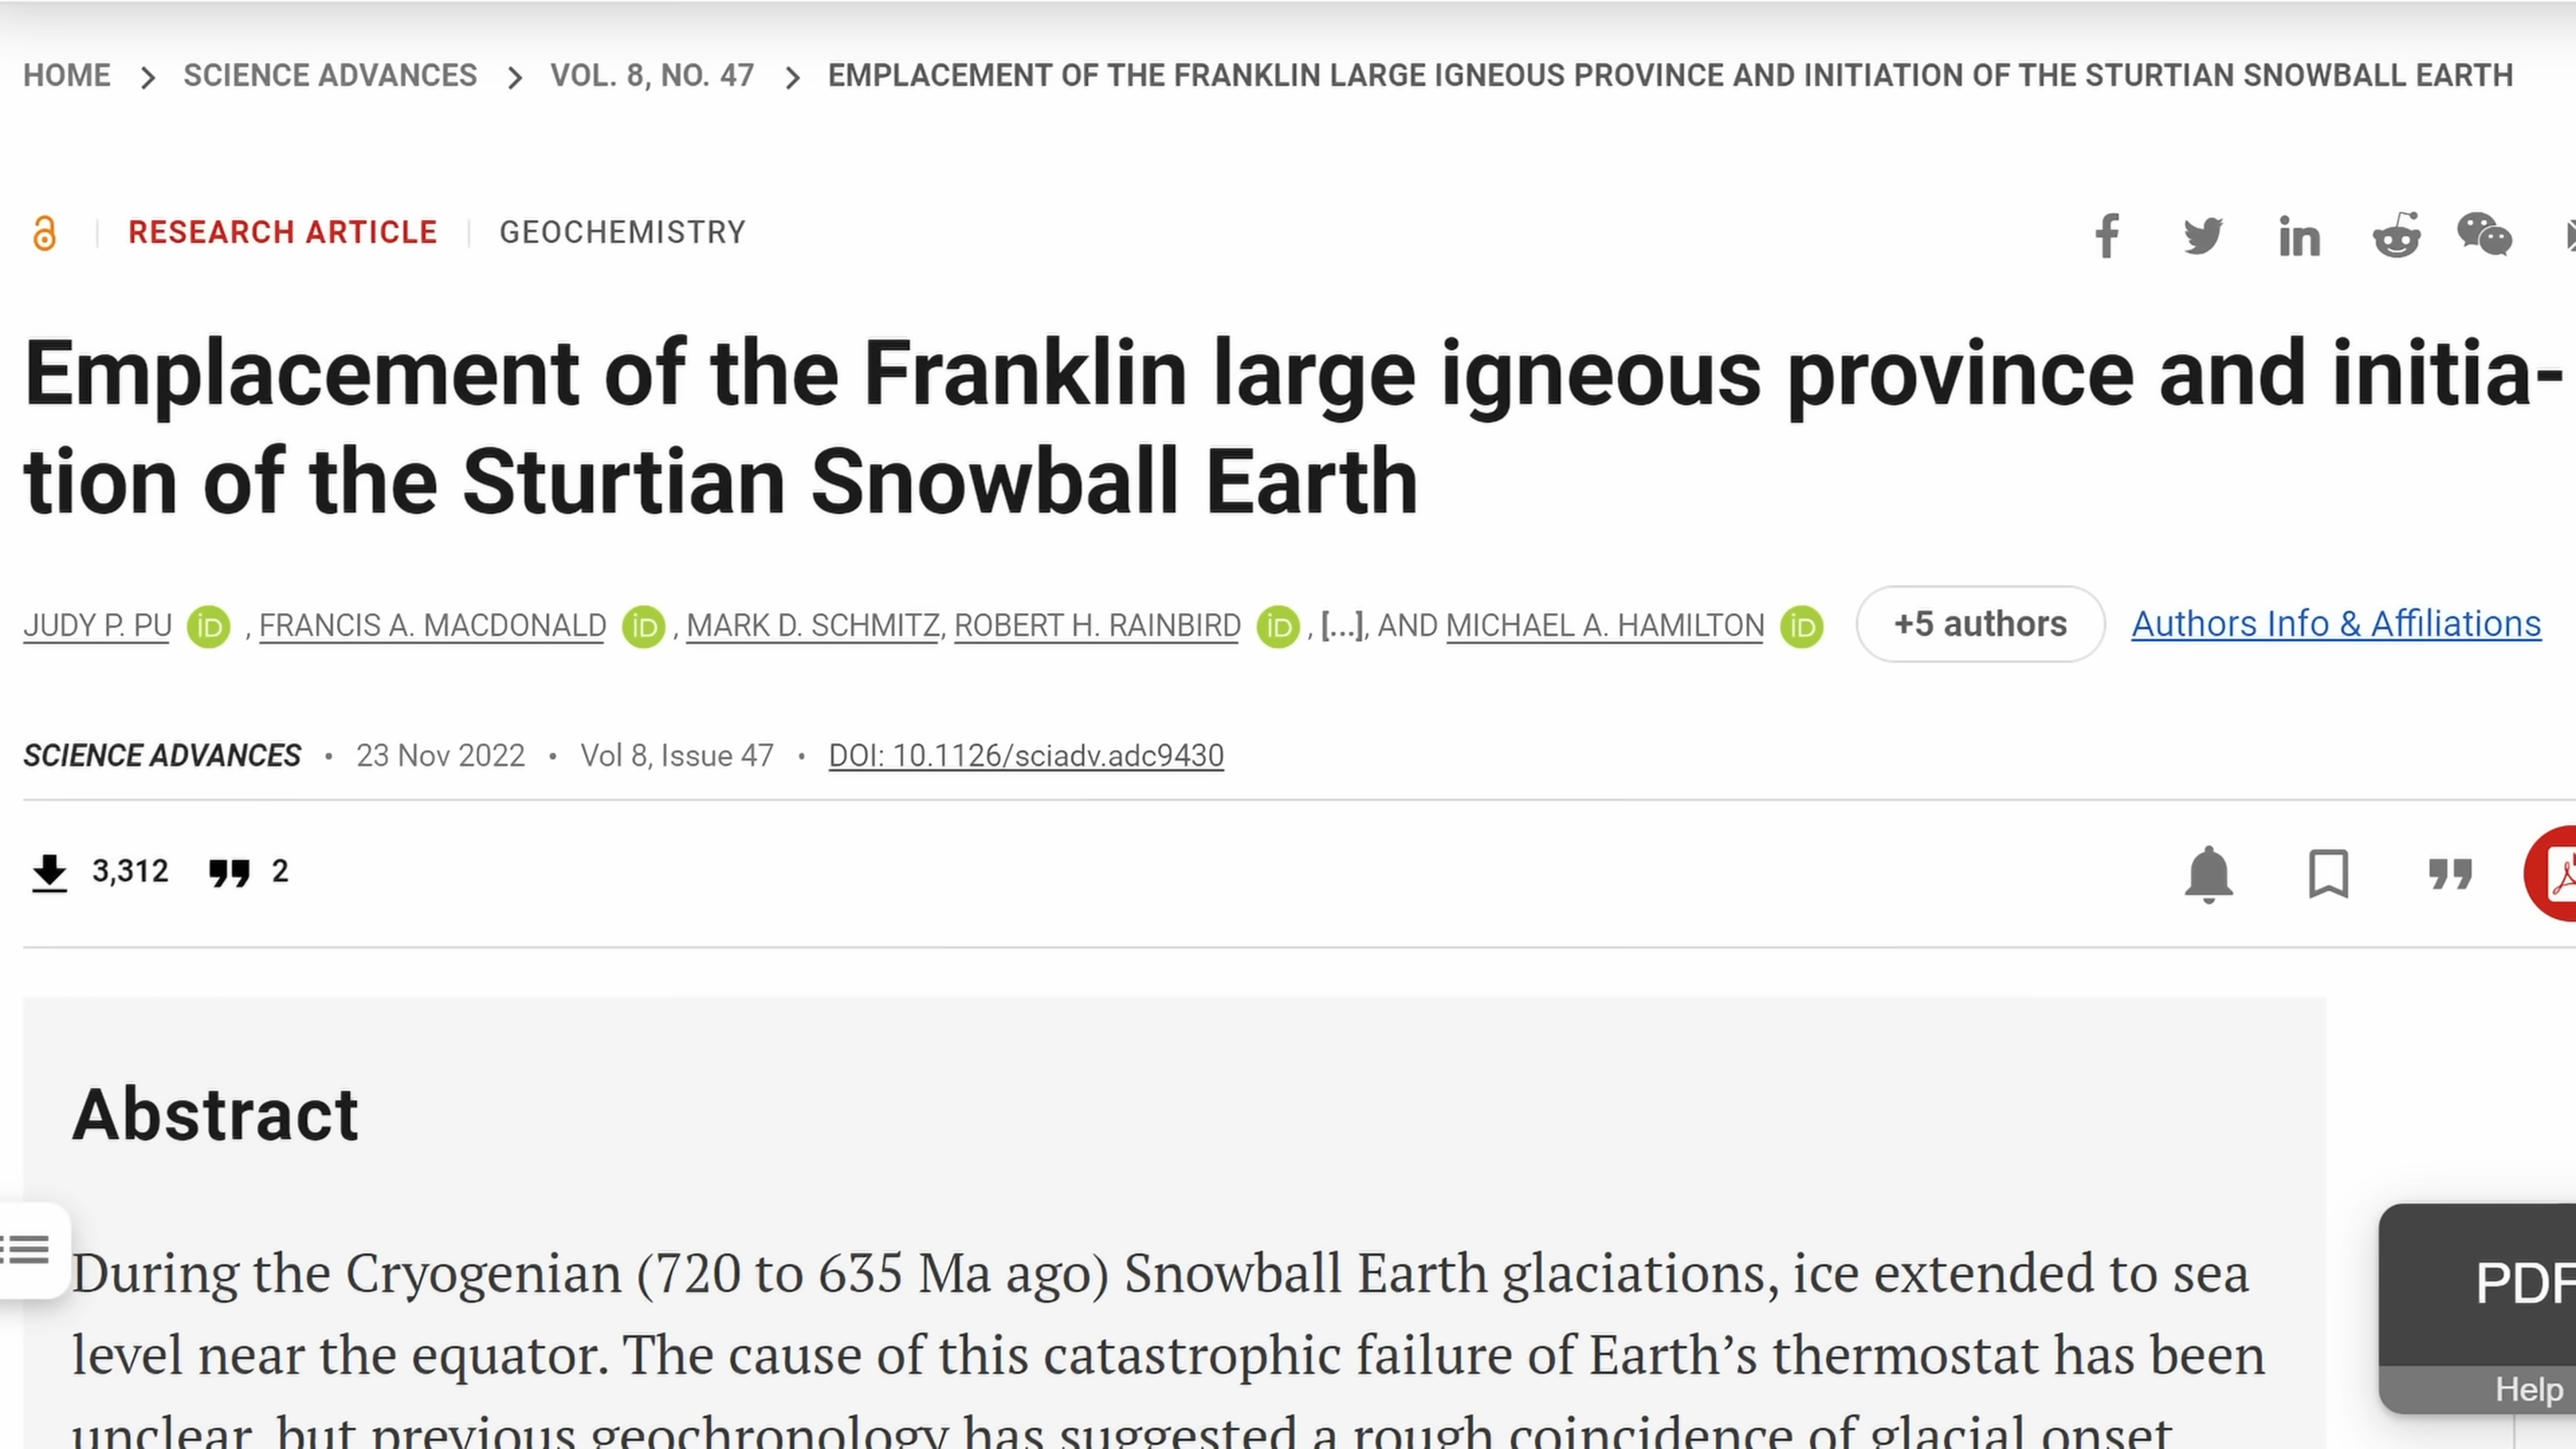 HOME > SCIENCE ADVANCES > VOL. 8, NO. 47 > EMPLACEMENT OF THE FRANKLIN LARGE IGNEOUS PROVINCE AND INITIATION OF THE STURTIAN SNOWBALL EARTH
RESEARCH ARTICLE | GEOCHEMISTRY
Emplacement of the Franklin large igneous province and initia-
tion of the Sturtian Snowball Earth
JUDY P. PU iD , FRANCIS A. MACDONALD iD , MARK D. SCHMITZ, ROBERT H. RAINBIRD iD , [...], AND MICHAEL A. HAMILTON iD +5 authors Authors Info & Affiliations
SCIENCE ADVANCES • 23 Nov 2022 • Vol 8, Issue 47 • DOI: 10.1126/sciadv.adc9430
3,312 2
Abstract
During the Cryogenian (720 to 635 Ma ago) Snowball Earth glaciations, ice extended to sea
level near the equator. The cause of this catastrophic failure of Earth’s thermostat has been
unclear, but previous geochronology has suggested a rough coincidence of glacial onset
PDF
Help